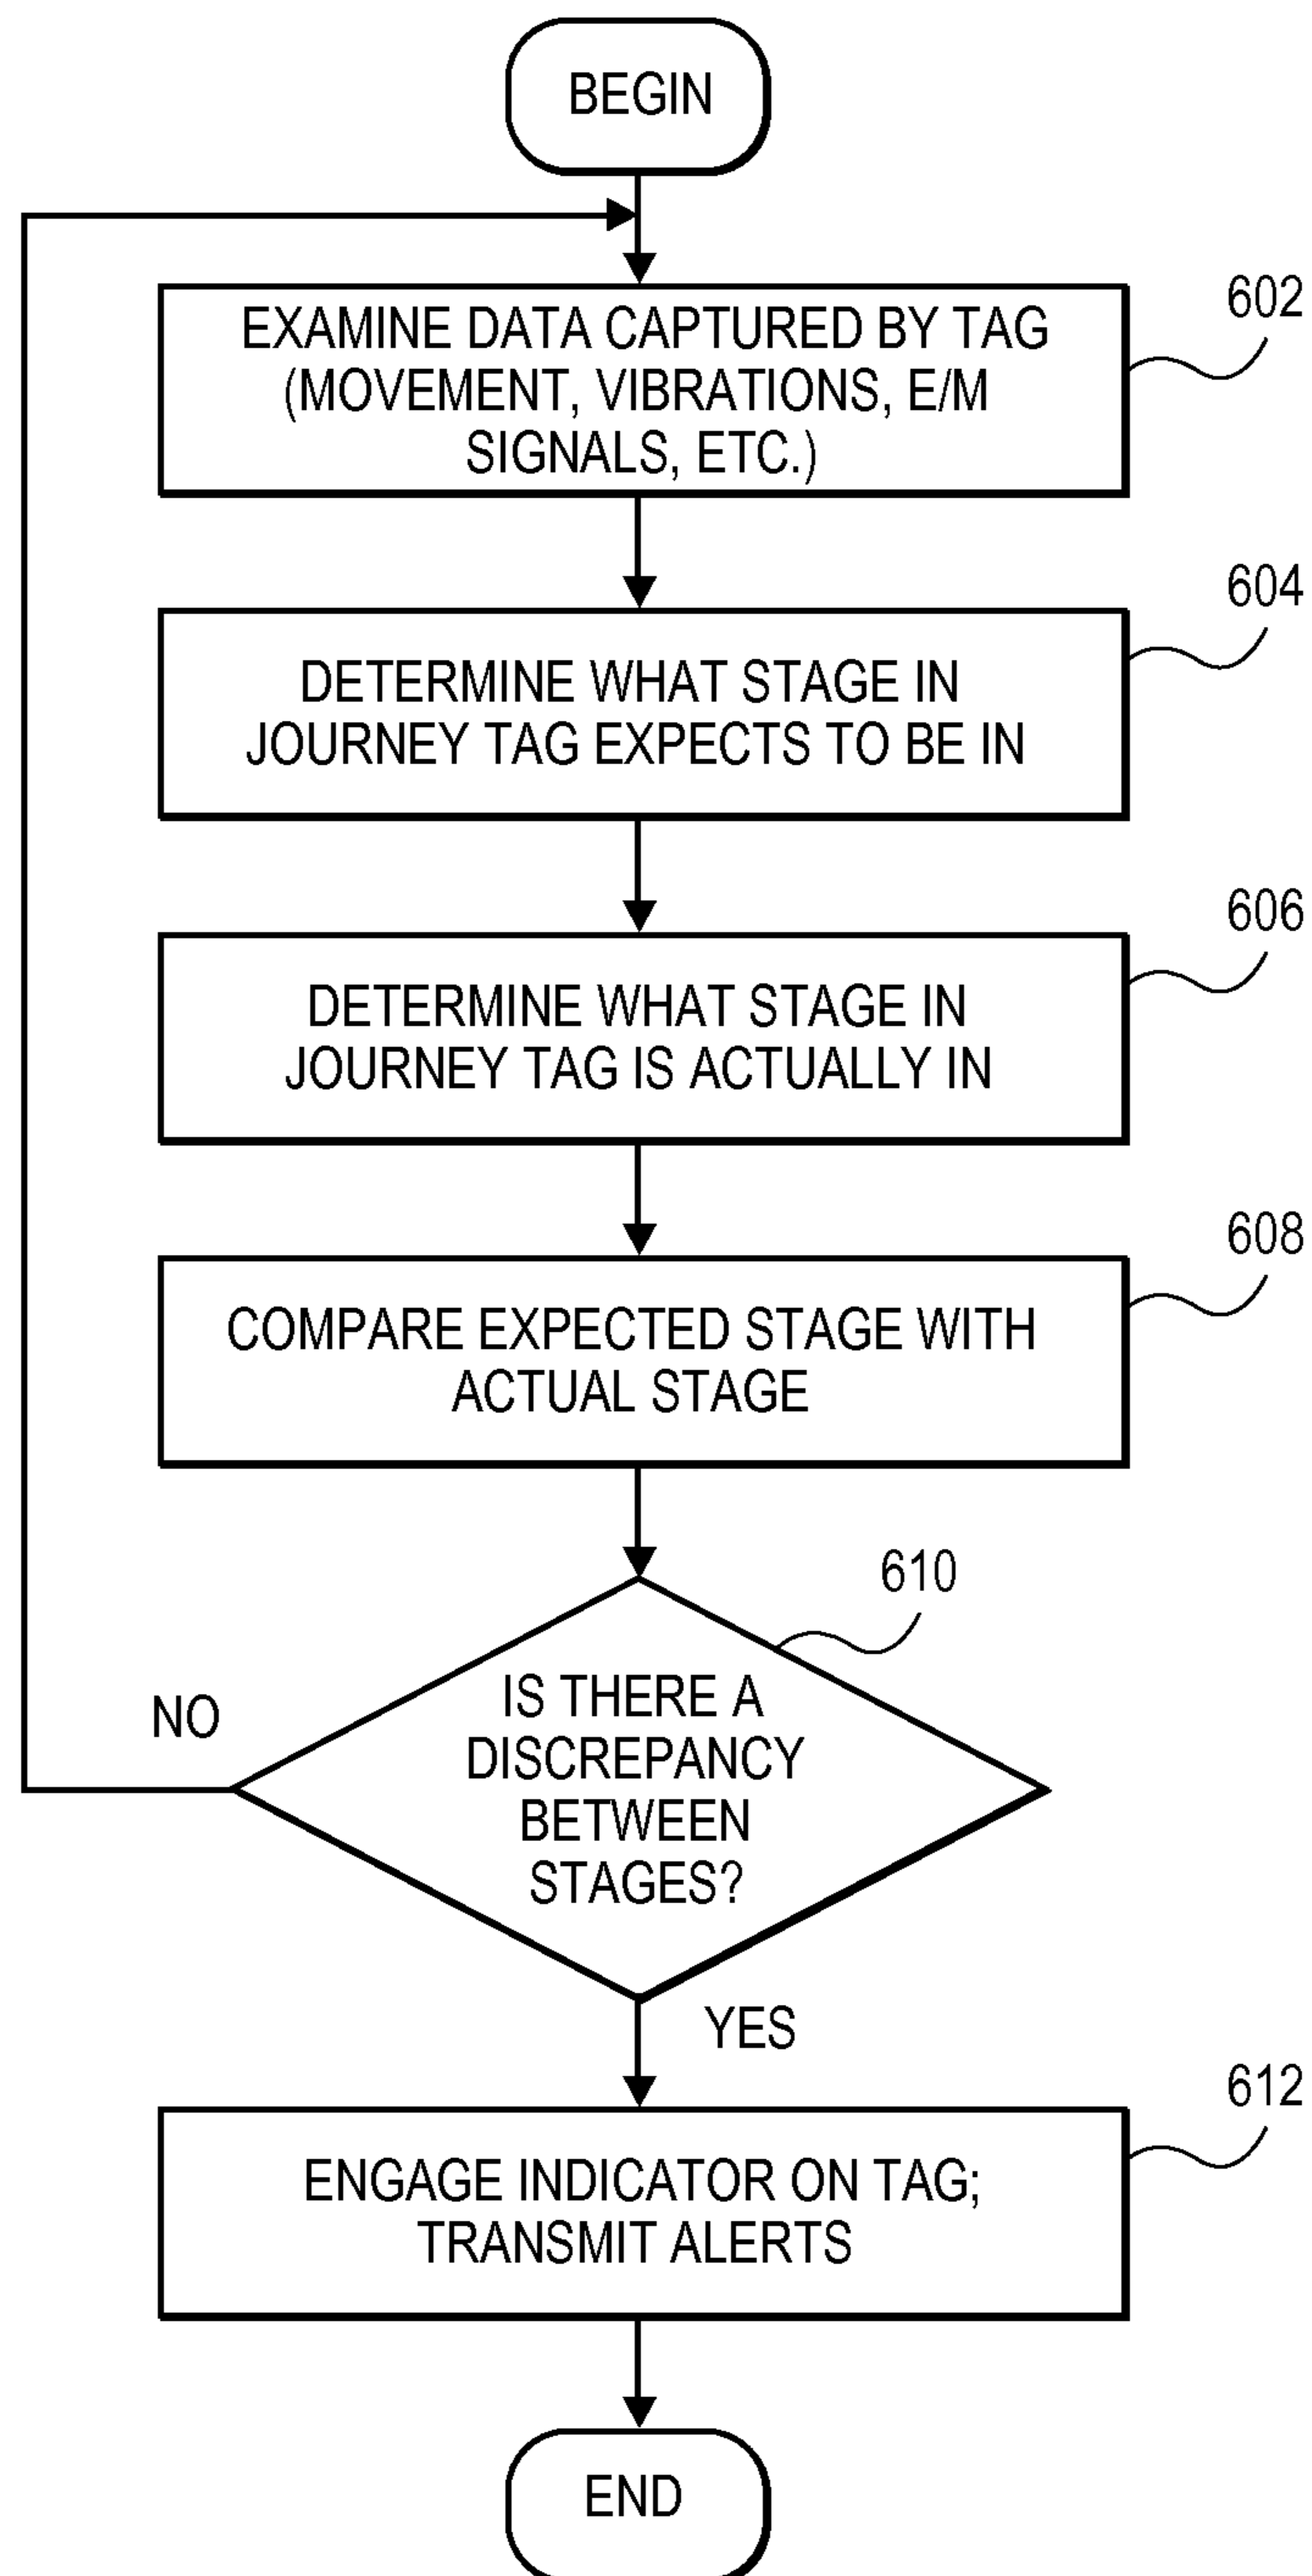 BEGIN
602
EXAMINE DATA CAPTURED BY TAG
(MOVEMENT, VIBRATIONS, E/M
SIGNALS, ETC.)
604
DETERMINE WHAT STAGE IN
JOURNEY TAG EXPECTS TO BE IN
606
DETERMINE WHAT STAGE IN
JOURNEY TAG IS ACTUALLY IN
608
COMPARE EXPECTED STAGE WITH
ACTUAL STAGE
610
IS THERE A
DISCREPANCY
BETWEEN
STAGES?
NO
YES
612
ENGAGE INDICATOR ON TAG;
TRANSMIT ALERTS
END